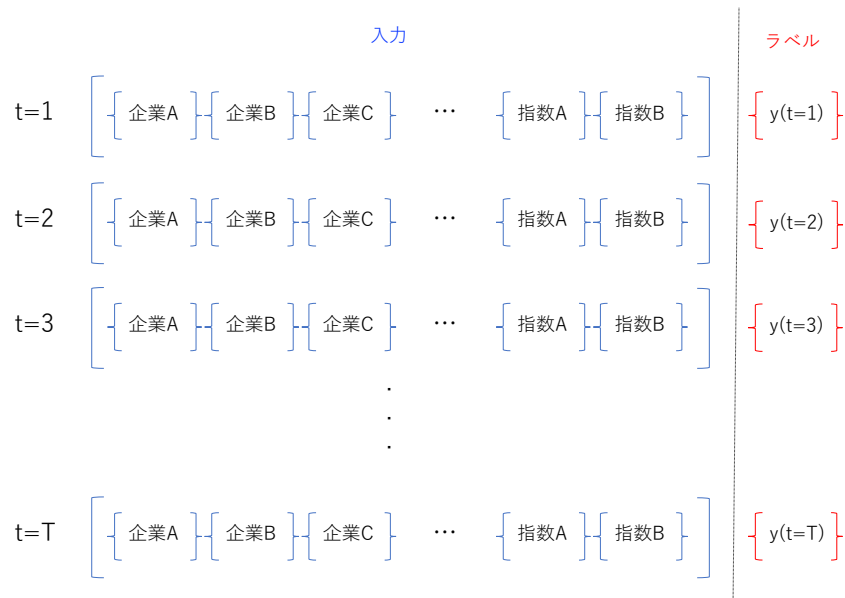 入力
ラベル
t=1 企業A 企業B 企業C … 指数A 指数B y(t=1)
t=2 企業A 企業B 企業C … 指数A 指数B y(t=2)
t=3 企業A 企業B 企業C … 指数A 指数B y(t=3)
・
・
・
t=T 企業A 企業B 企業C … 指数A 指数B y(t=T)